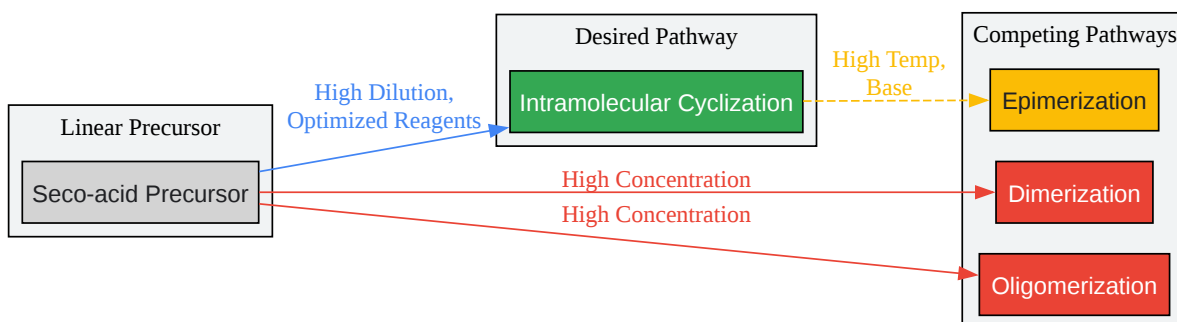 Linear Precursor
Seco-acid Precursor
High Dilution,
Optimized Reagents
Desired Pathway
Intramolecular Cyclization
High Temp,
Base
High Concentration
High Concentration
Competing Pathways
Epimerization
Dimerization
Oligomerization